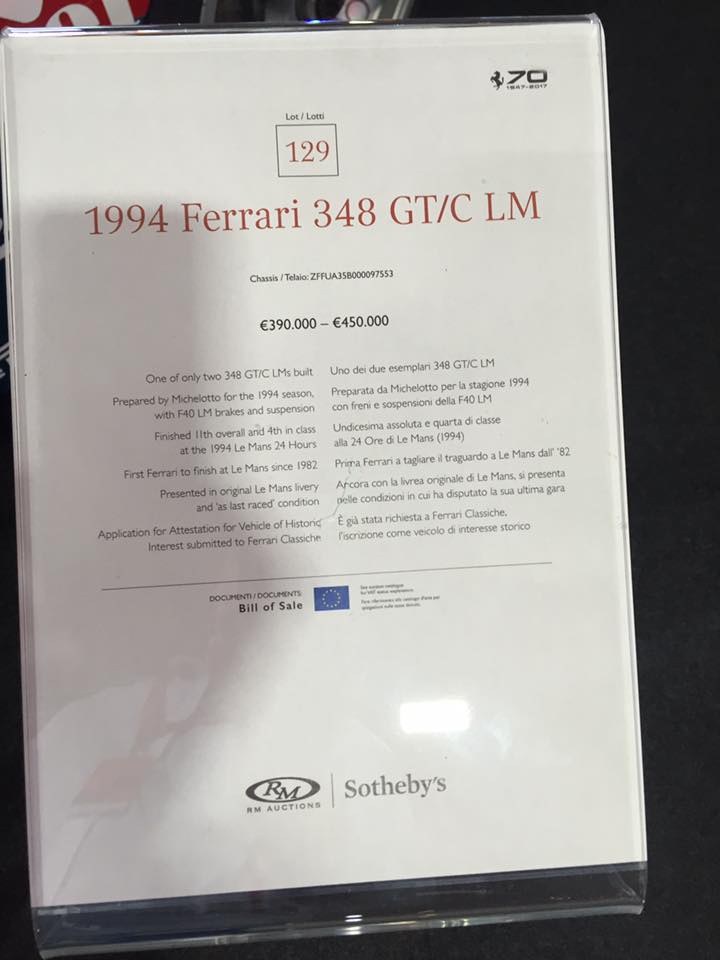 70
1947-2017
Lot / Lotti
129
1994 Ferrari 348 GT/C LM
Chassis / Telaio: ZFFUA35B000097553
€390.000 – €450.000
One of only two 348 GT/C LMs built
Prepared by Michelotto for the 1994 season,
with F40 LM brakes and suspension
Finished 11th overall and 4th in class
at the 1994 Le Mans 24 Hours
First Ferrari to finish at Le Mans since 1982
Presented in original Le Mans livery
and 'as last raced' condition
Application for Attestation for Vehicle of Historic
Interest submitted to Ferrari Classiche
Uno dei due esemplari 348 GT/C LM
Preparata da Michelotto per la stagione 1994
con freni e sospensioni della F40 LM
Undicesima assoluta e quarta di classe
alla 24 Ore di Le Mans (1994)
Prima Ferrari a tagliare il traguardo a Le Mans dall' '82
Ancora con la livrea originale di Le Mans, si presenta
nelle condizioni in cui ha disputato la sua ultima gara
È già stata richiesta a Ferrari Classiche,
l'iscrizione come veicolo di interesse storico
DOCUMENTI / DOCUMENTS
Bill of Sale
See auction catalogue
for VAT status explanation.
RM
RM AUCTIONS
Sotheby's